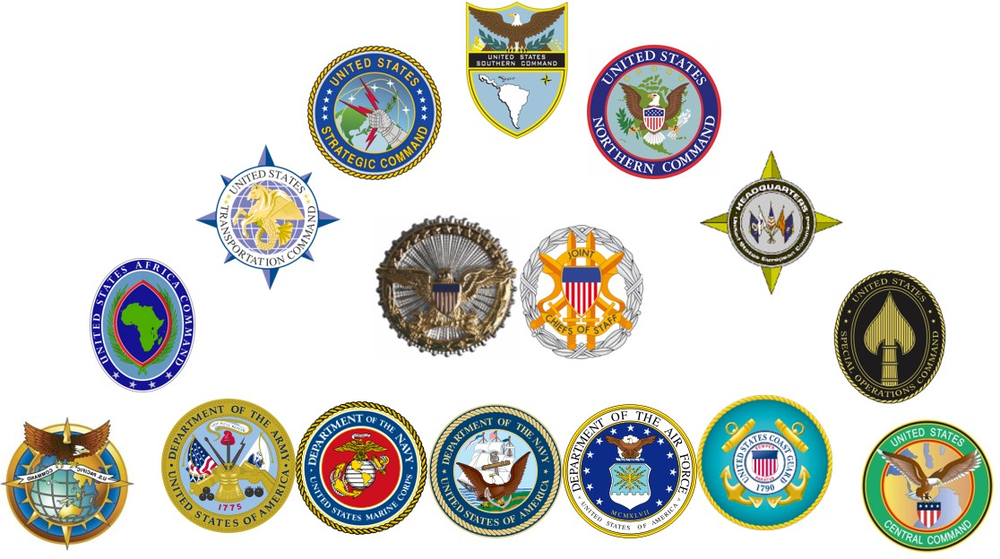 UNITED STATES
SOUTHERN COMMAND
UNITED STATES
STRATEGIC COMMAND
UNITED STATES
NORTHERN COMMAND
UNITED STATES
TRANSPORTATION COMMAND
HEADQUARTERS
United States European Command
JOINT
CHIEFS OF STAFF
UNITED STATES AFRICA COMMAND
UNITED STATES
SPECIAL OPERATIONS COMMAND
U.S. PACIFIC
COMMAND
DEPARTMENT OF THE ARMY
1775
UNITED STATES OF AMERICA
DEPARTMENT OF THE NAVY
UNITED STATES MARINE CORPS
DEPARTMENT OF THE NAVY
UNITED STATES OF AMERICA
DEPARTMENT OF THE AIR FORCE
MCMXLVII
UNITED STATES OF AMERICA
UNITED STATES COAST GUARD
1790
UNITED STATES
CENTRAL COMMAND